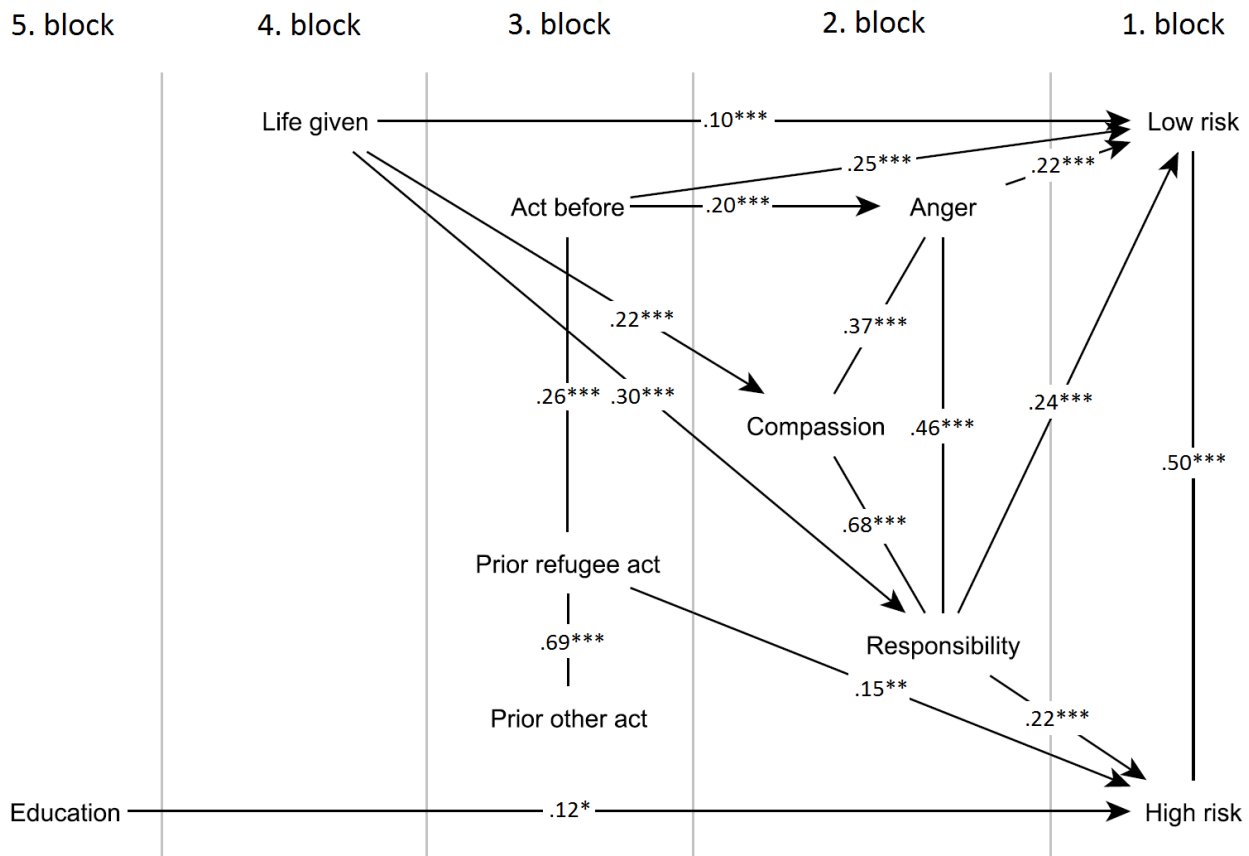 5. block
4. block
3. block
2. block
1. block
Life given
.10***
Low risk
.25***
.22***
Act before
.20***
Anger
.22***
.37***
.26***
.30***
.24***
Compassion
.46***
.50***
.68***
Prior refugee act
.69***
Responsibility
.15**
.22***
Prior other act
Education
.12*
High risk